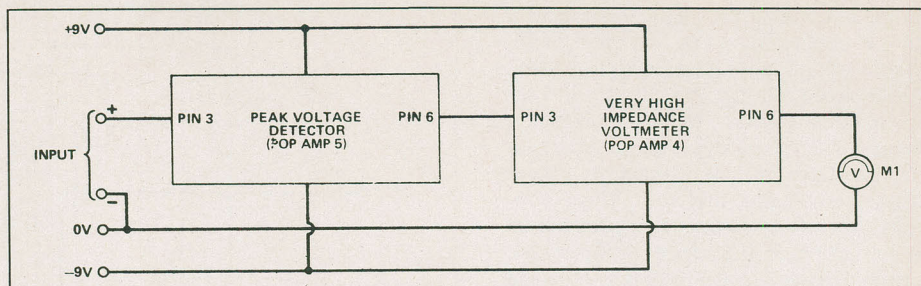 +9V
+
PIN 3
PEAK VOLTAGE
DETECTOR
(POP AMP 5)
PIN 6
PIN 3
VERY HIGH
IMPEDANCE
VOLTMETER
(POP AMP 4)
PIN 6
INPUT
V
M1
–
0V
–9V